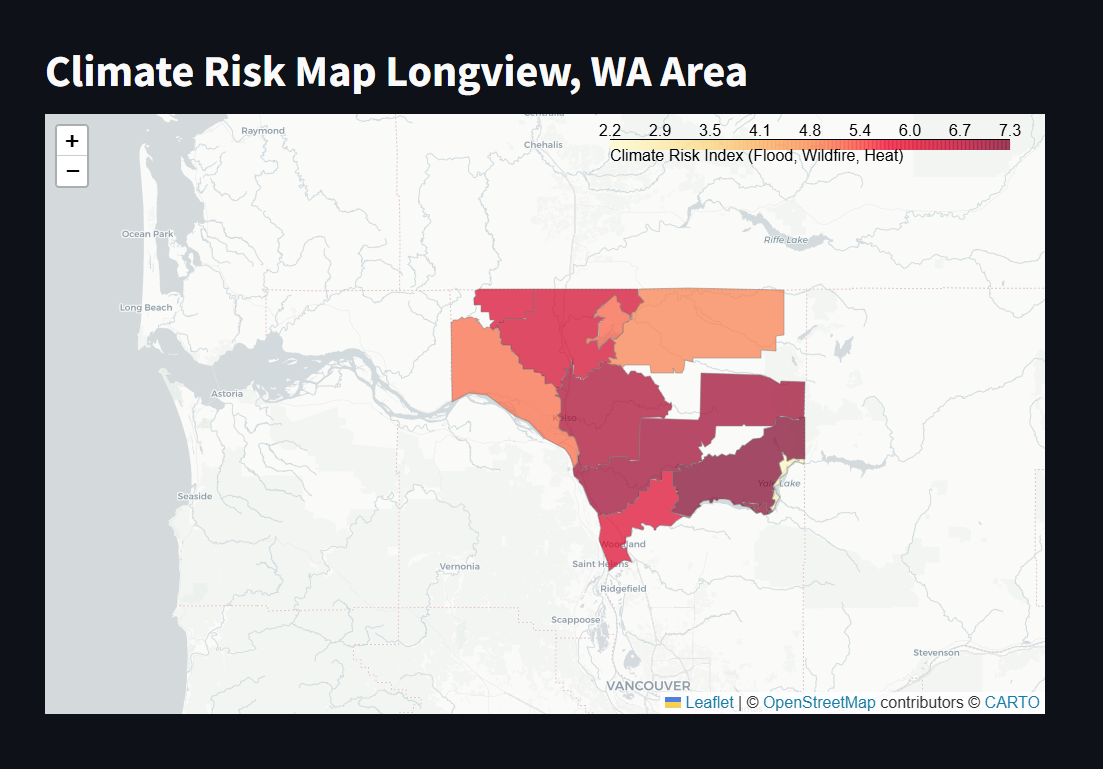 Climate Risk Map Longview, WA Area
+
−
2.2 2.9 3.5 4.1 4.8 5.4 6.0 6.7 7.3
Climate Risk Index (Flood, Wildfire, Heat)
Centralia
Raymond
Chehalis
Ocean Park
Riffe Lake
Long Beach
Astoria
Kelso
Yale Lake
Seaside
Woodland
Vernonia
Saint Helens
Ridgefield
Scappoose
Stevenson
VANCOUVER
Leaflet | © OpenStreetMap contributors © CARTO